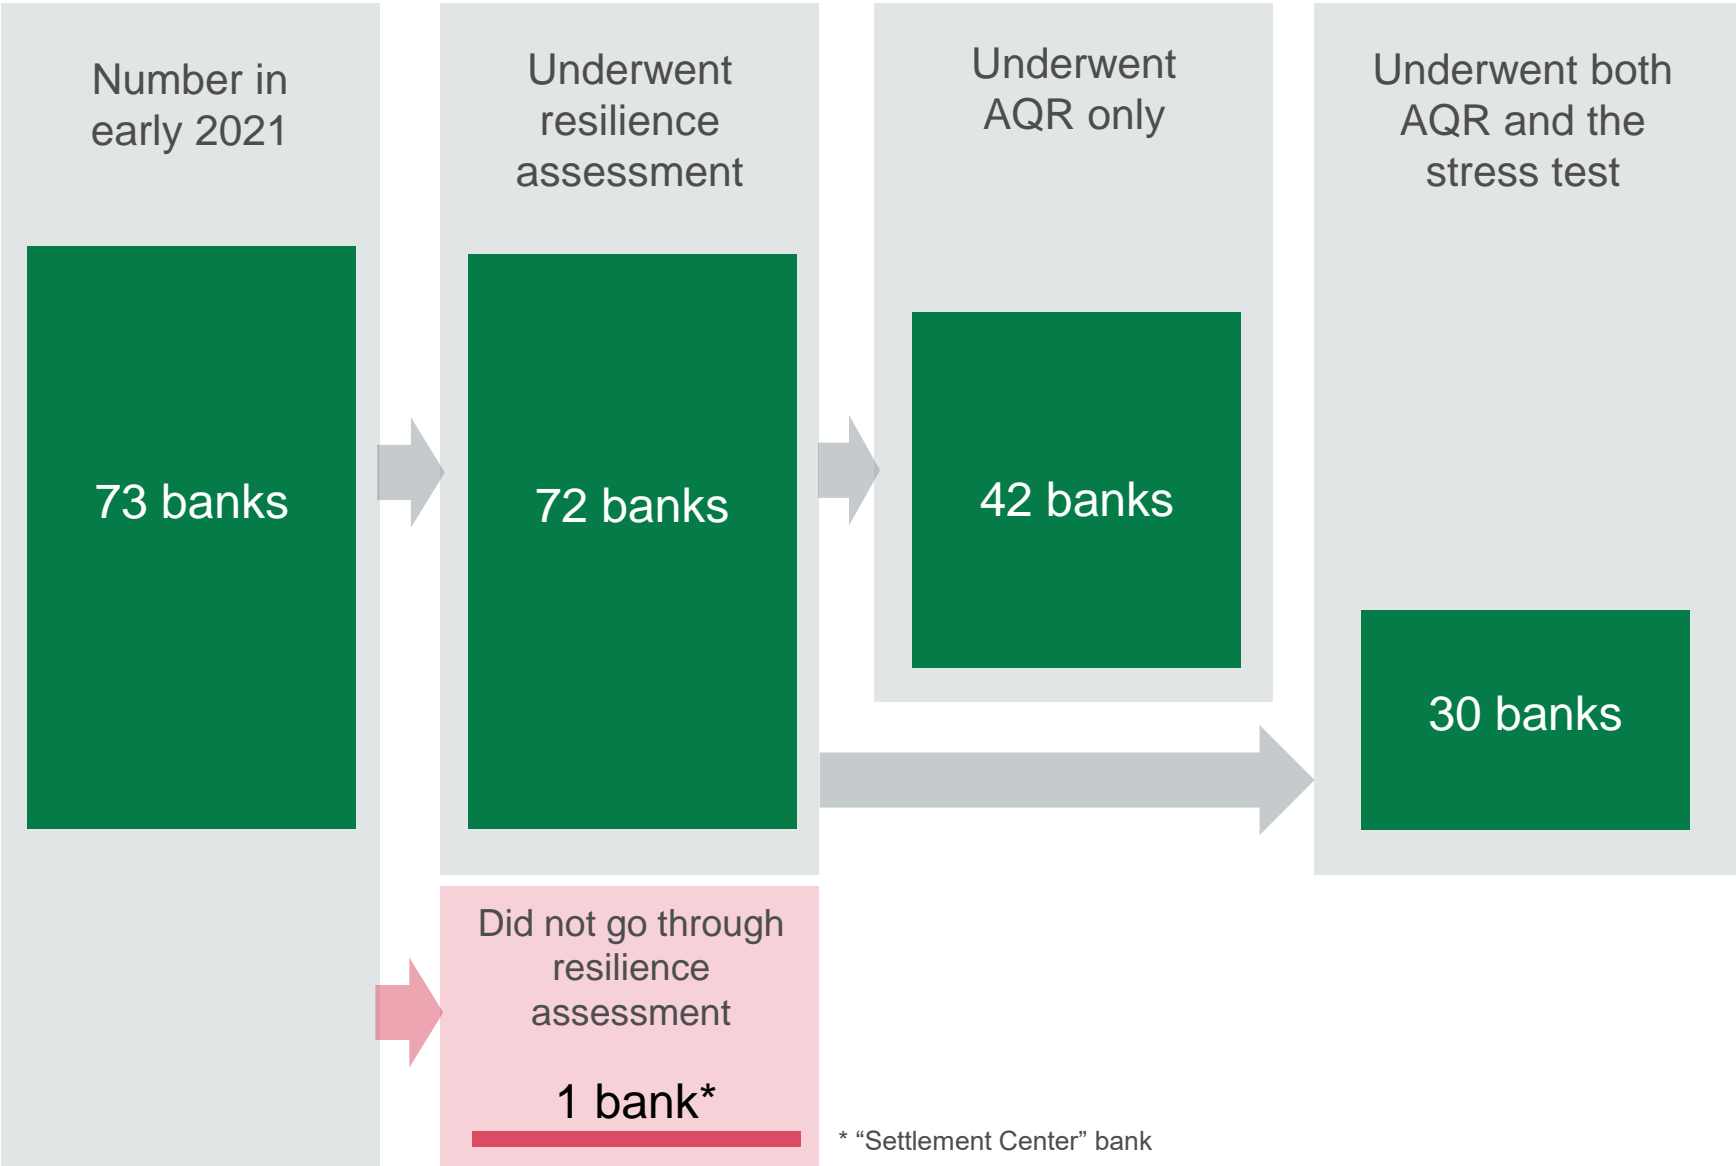 Number in
early 2021
73 banks
Underwent
resilience
assessment
72 banks
Underwent
AQR only
42 banks
Underwent both
AQR and the
stress test
30 banks
Did not go through
resilience
assessment
1 bank*
* “Settlement Center” bank